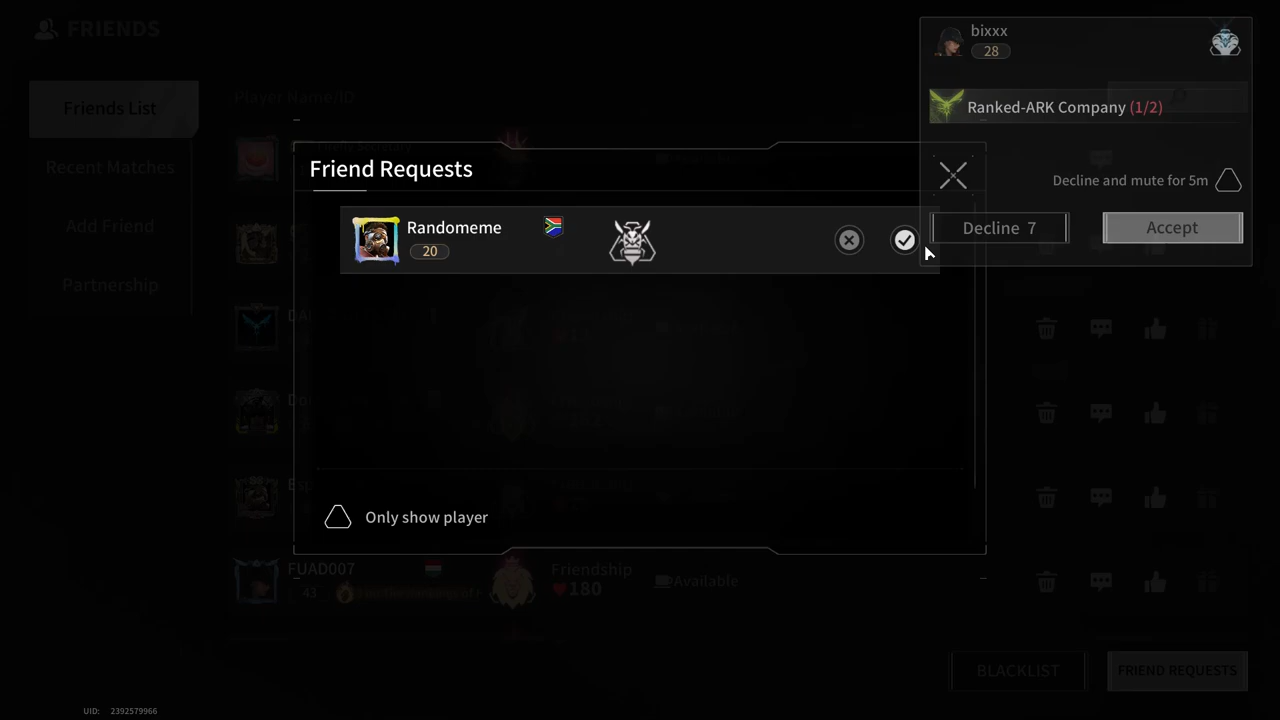 FRIENDS
bixxx
28
Friends List
Player Name/ID
Ranked-ARK Company (1/2)
Recent Matches
Friend Requests
Decline and mute for 5m
Add Friend
Randomeme
20
Decline 7
Accept
Partnership
Only show player
FUAD007
43
Friendship
180
Available
BLACKLIST
FRIEND REQUESTS
UID: 2392579966